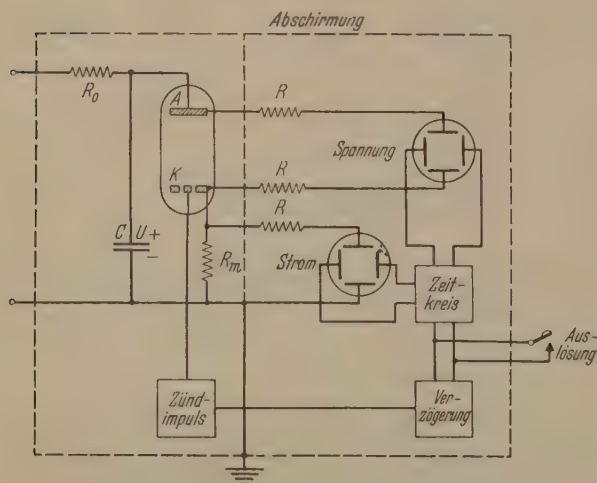 Abschirmung
R₀
A
R
Spannung
K
R
R
C U +
−
Rₘ
Strom
Zeit-
kreis
Aus-
lösung
Zünd-
impuls
Ver-
zögerung